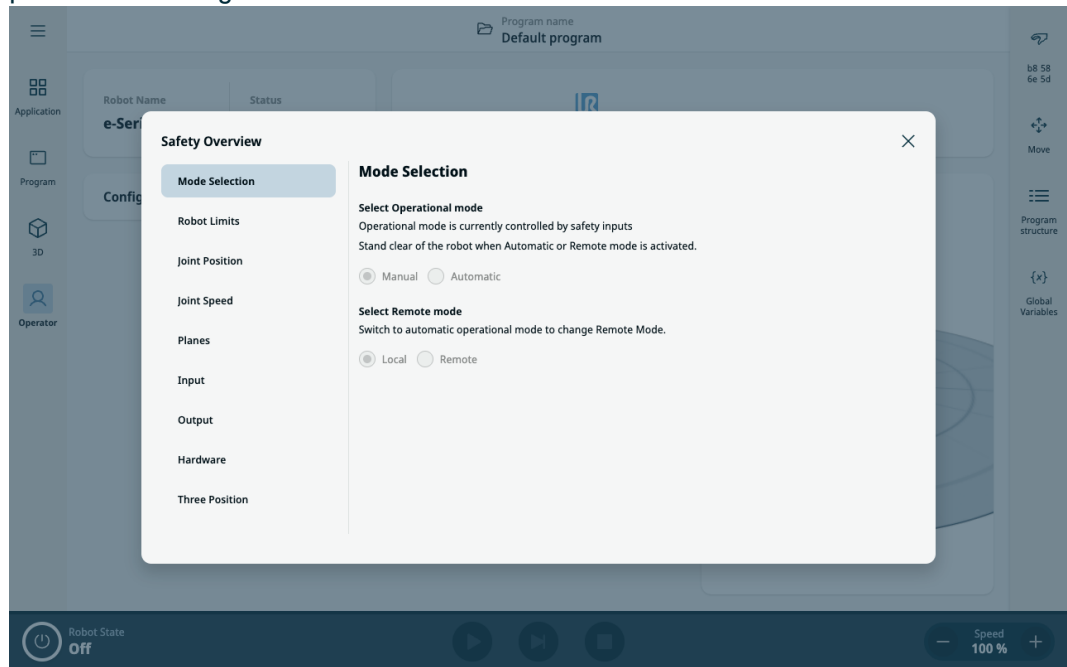 Program name
Default program
b8 58
6e 5d
Application
Robot Name
Status
e-Seri
Move
Program
Config
Program
structure
3D
{x}
Global
Variables
Operator
Safety Overview
Mode Selection
Robot Limits
Joint Position
Joint Speed
Planes
Input
Output
Hardware
Three Position
Mode Selection
Select Operational mode
Operational mode is currently controlled by safety inputs
Stand clear of the robot when Automatic or Remote mode is activated.
Manual Automatic
Select Remote mode
Switch to automatic operational mode to change Remote Mode.
Local Remote
Robot State
Off
Speed
100 %